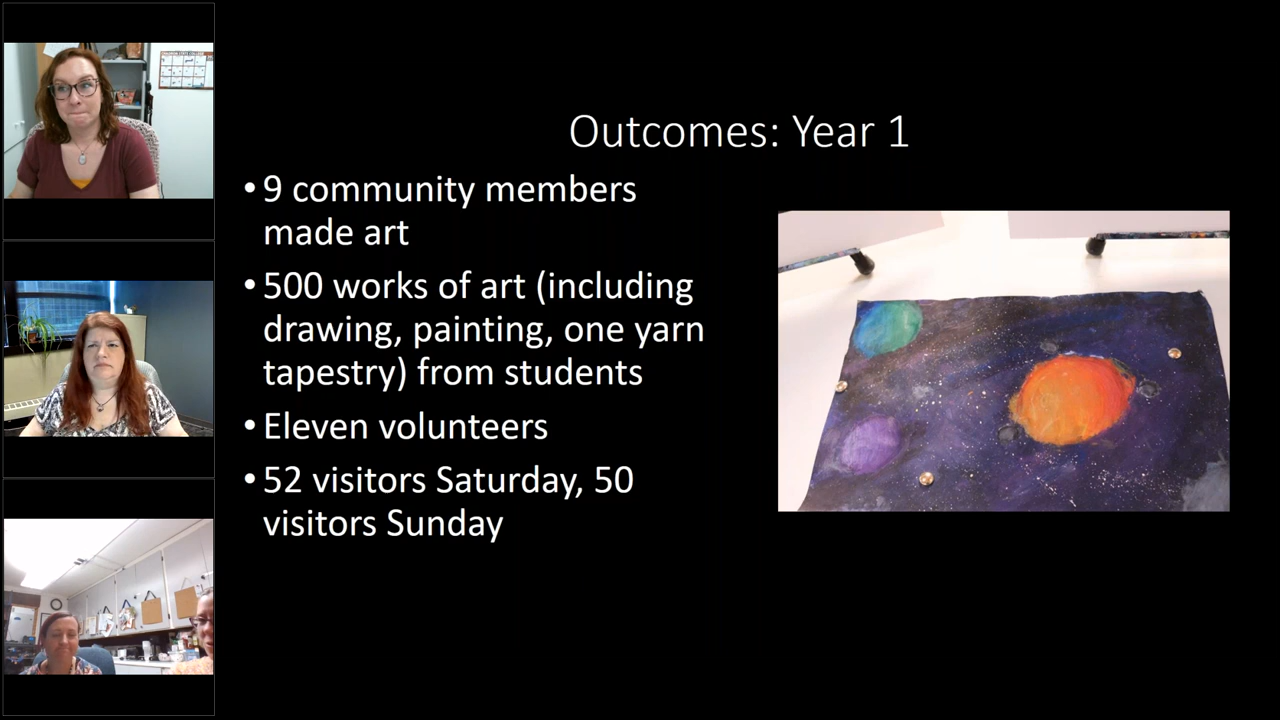 Outcomes: Year 1
•9 community members
made art
•500 works of art (including
drawing, painting, one yarn
tapestry) from students
•Eleven volunteers
•52 visitors Saturday, 50
visitors Sunday